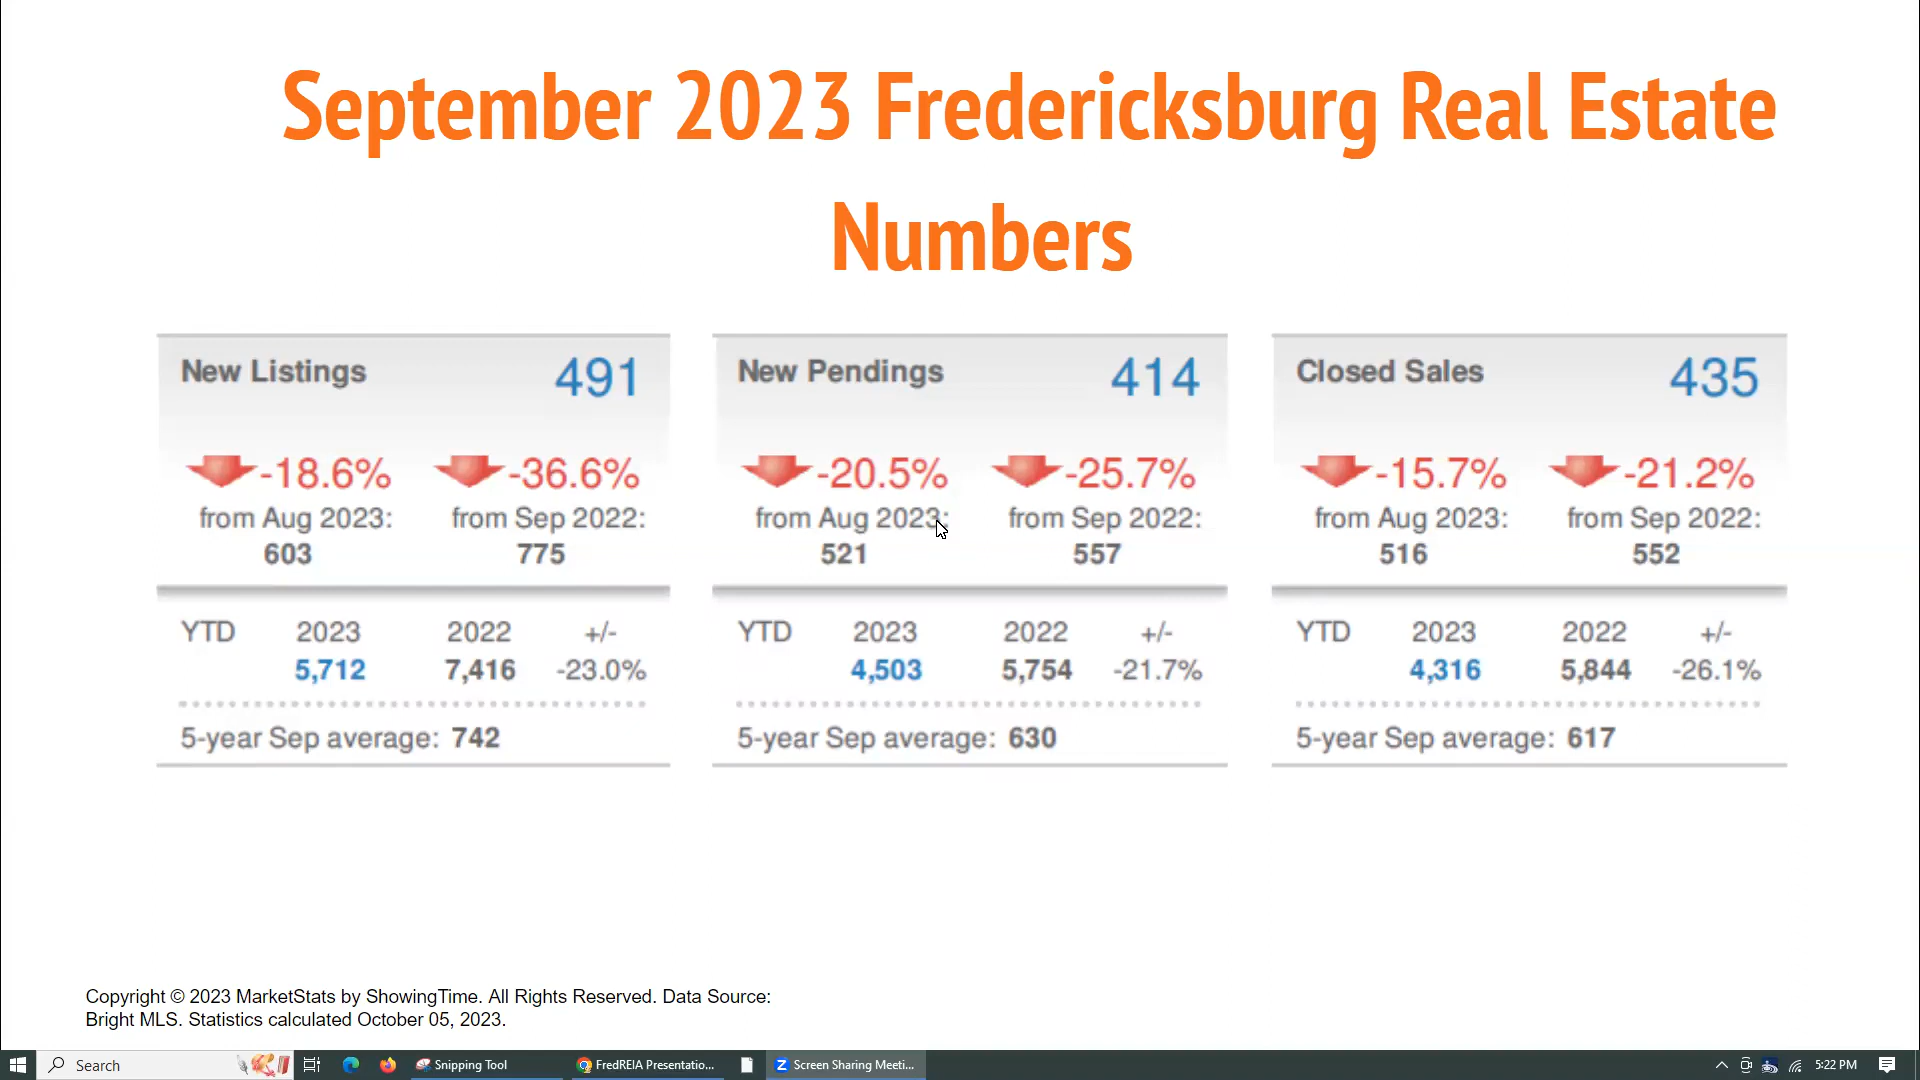 September 2023 Fredericksburg Real Estate
Numbers
New Listings 491
-18.6% -36.6%
from Aug 2023: from Sep 2022:
603 775
YTD 2023 2022 +/-
5,712 7,416 -23.0%
5-year Sep average: 742
New Pendings 414
-20.5% -25.7%
from Aug 2023: from Sep 2022:
521 557
YTD 2023 2022 +/-
4,503 5,754 -21.7%
5-year Sep average: 630
Closed Sales 435
-15.7% -21.2%
from Aug 2023: from Sep 2022:
516 552
YTD 2023 2022 +/-
4,316 5,844 -26.1%
5-year Sep average: 617
Copyright © 2023 MarketStats by ShowingTime. All Rights Reserved. Data Source:
Bright MLS. Statistics calculated October 05, 2023.
Search Snipping Tool FredREIA Presentatio... Z Screen Sharing Meeti... 5:22 PM